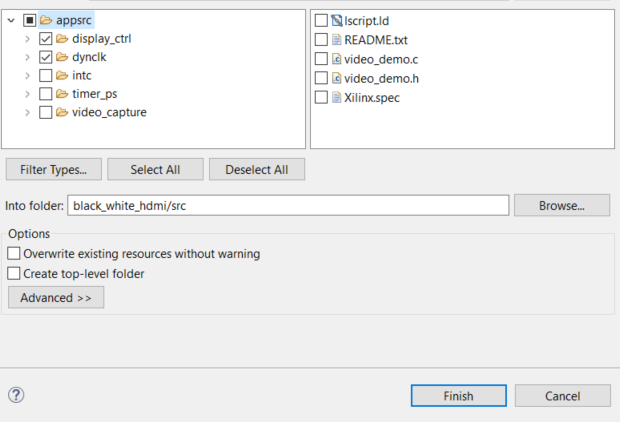 appsrc
display_ctrl
dynclk
intc
timer_ps
video_capture
lscript.ld
README.txt
video_demo.c
video_demo.h
Xilinx.spec
Filter Types...
Select All
Deselect All
Into folder: black_white_hdmi/src Browse...
Options
Overwrite existing resources without warning
Create top-level folder
Advanced >>
? Finish Cancel